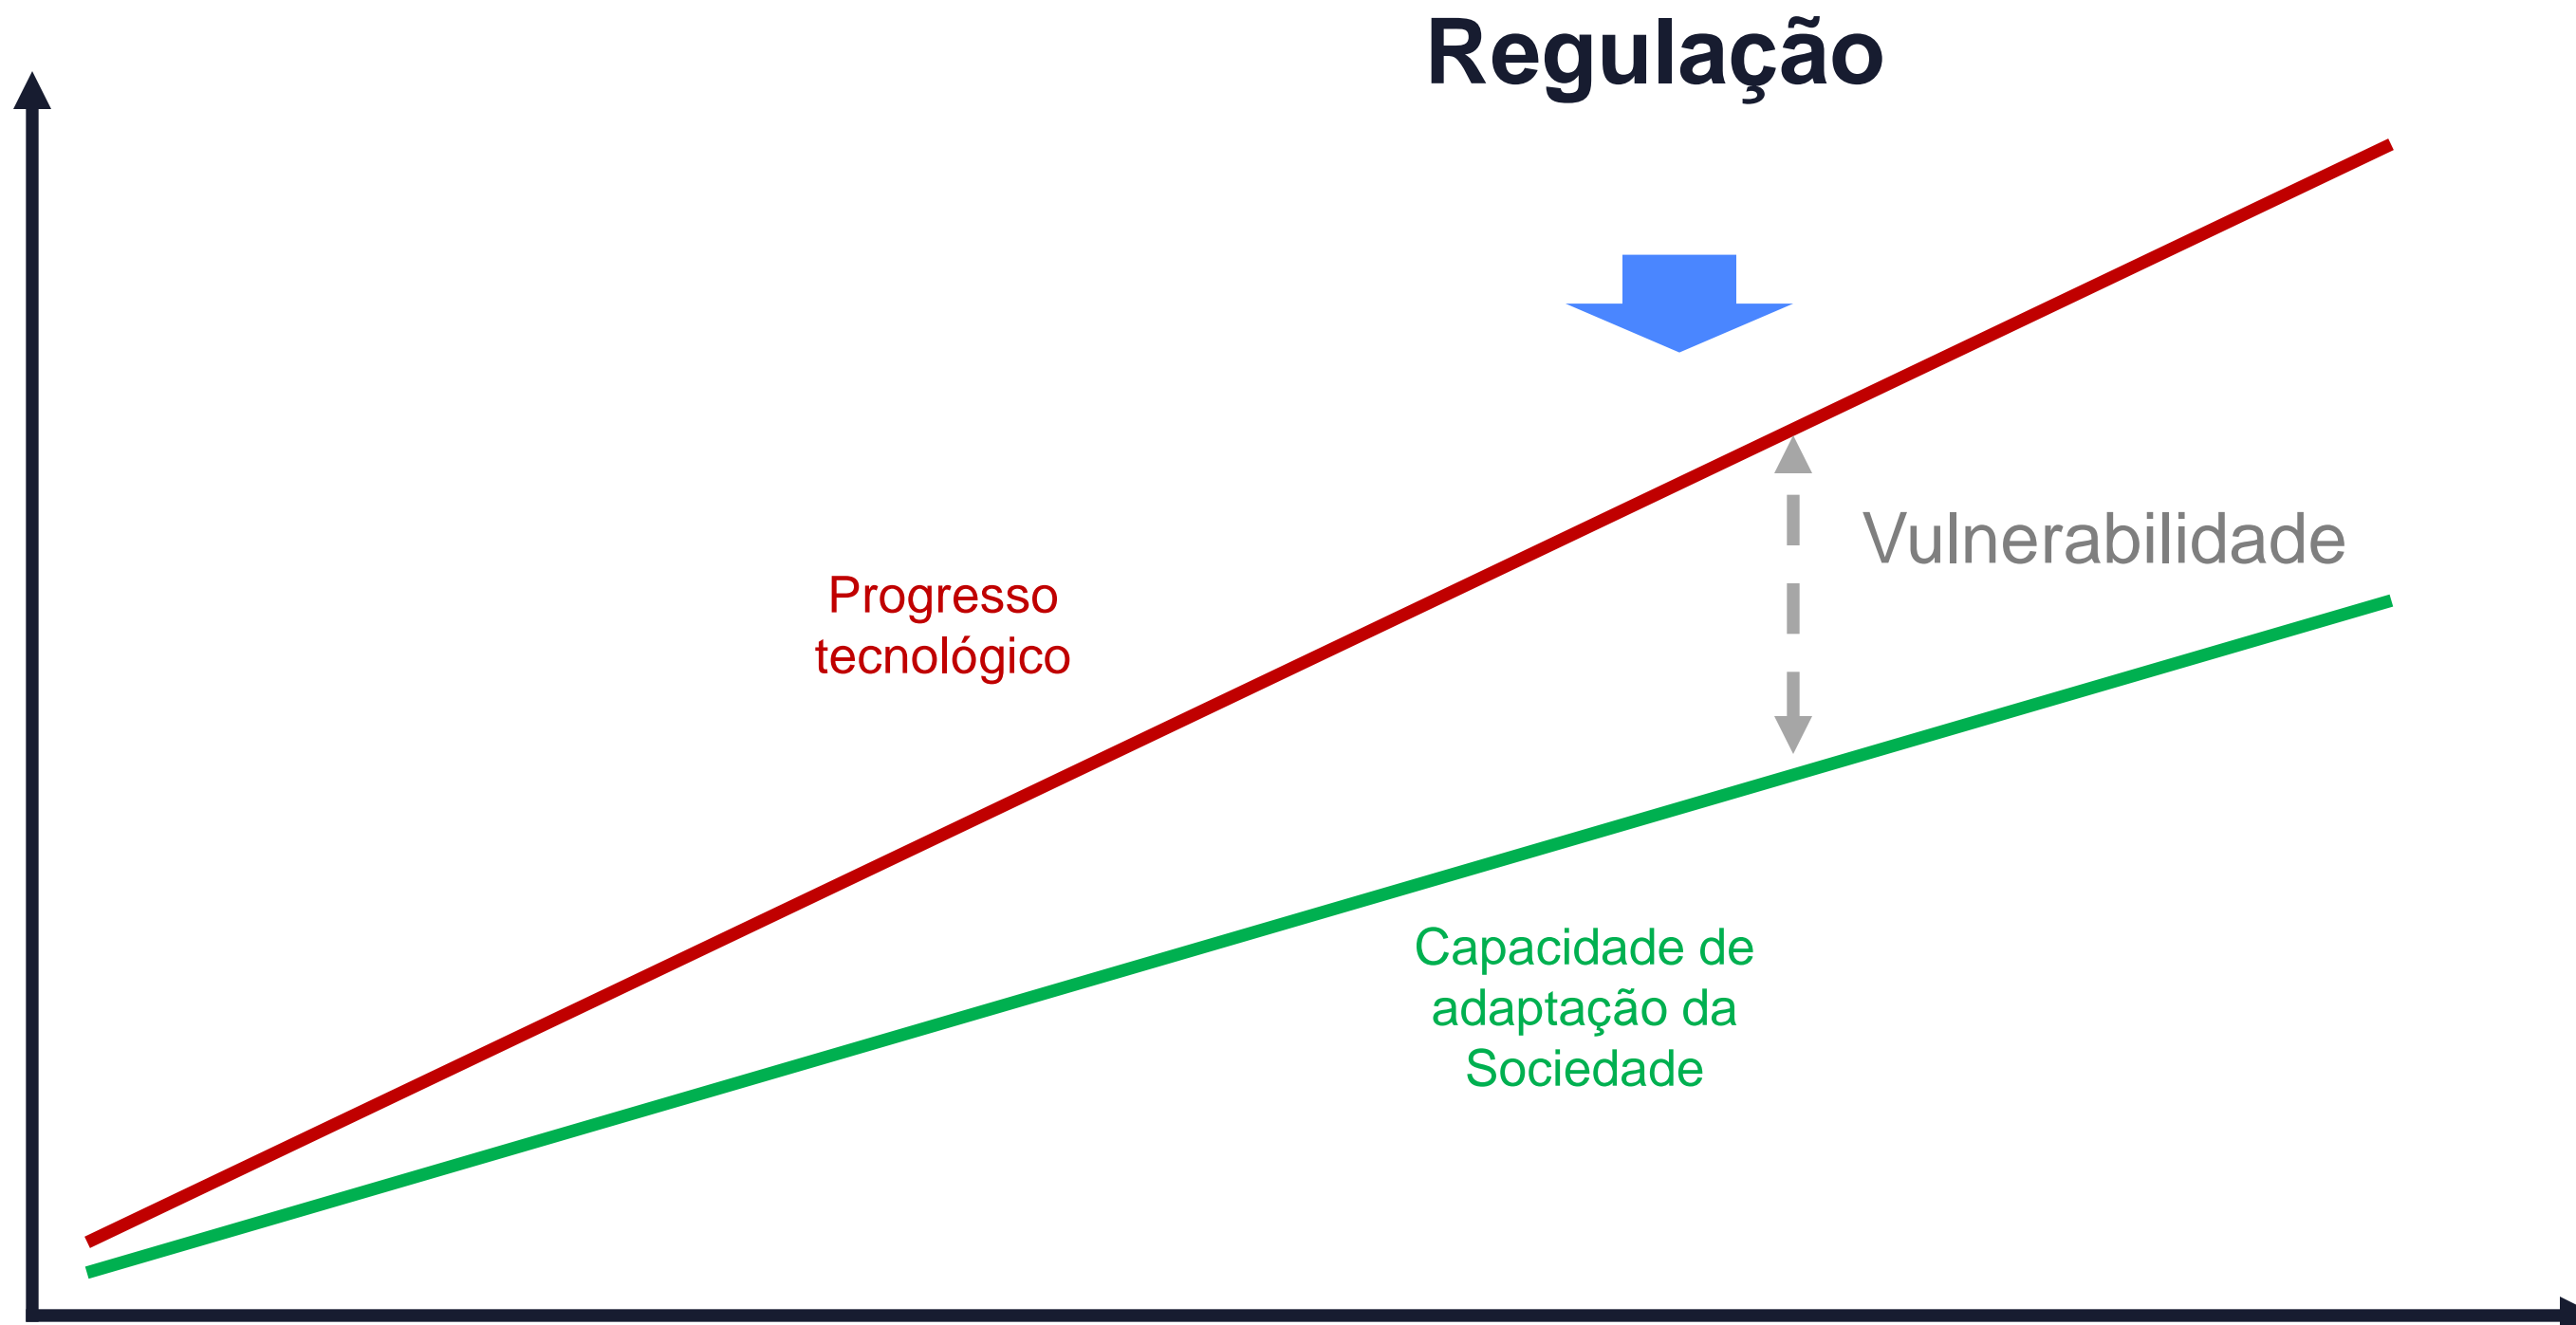 Regulação
Vulnerabilidade
Progresso
tecnológico
Capacidade de
adaptação da
Sociedade